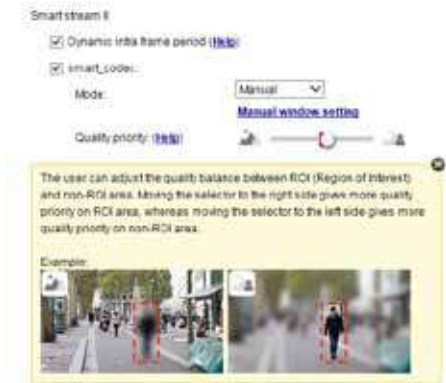 Smart stream II
Dynamic intra frame period (Help)
smart_codec:
Mode: Manual
Manual window setting
Quality priority: (Help)
The user can adjust the quality balance between ROI (Region of Interest)
and non-ROI area. Moving the selector to the right side gives more quality
priority on ROI area, whereas moving the selector to the left side gives more
quality priority on non-ROI area.
Example: